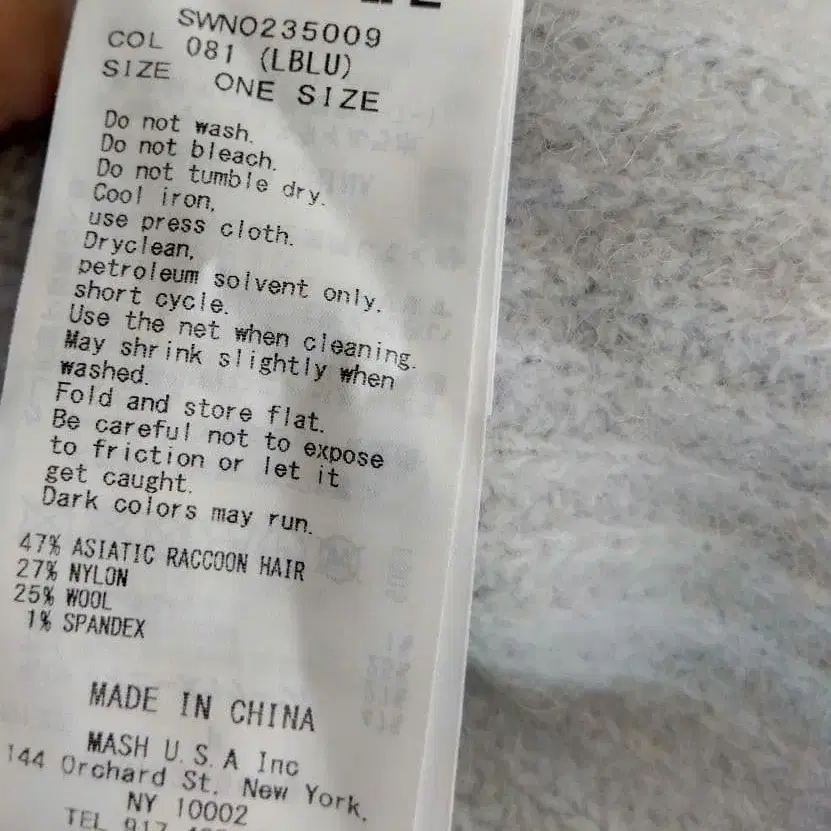 SWNO235009
COL 081 (LBLU)
SIZE ONE SIZE
Do not wash.
Do not bleach.
Do not tumble dry.
Cool iron,
use press cloth.
Dryclean,
petroleum solvent only.
short cycle.
Use the net when cleaning.
May shrink slightly when
washed.
Fold and store flat.
Be careful not to expose
to friction or let it
get caught.
Dark colors may run.
47% ASIATIC RACCOON HAIR
27% NYLON
25% WOOL
1% SPANDEX
MADE IN CHINA
MASH U.S.A Inc
144 Orchard St. New York,
NY 10002
TEL 917